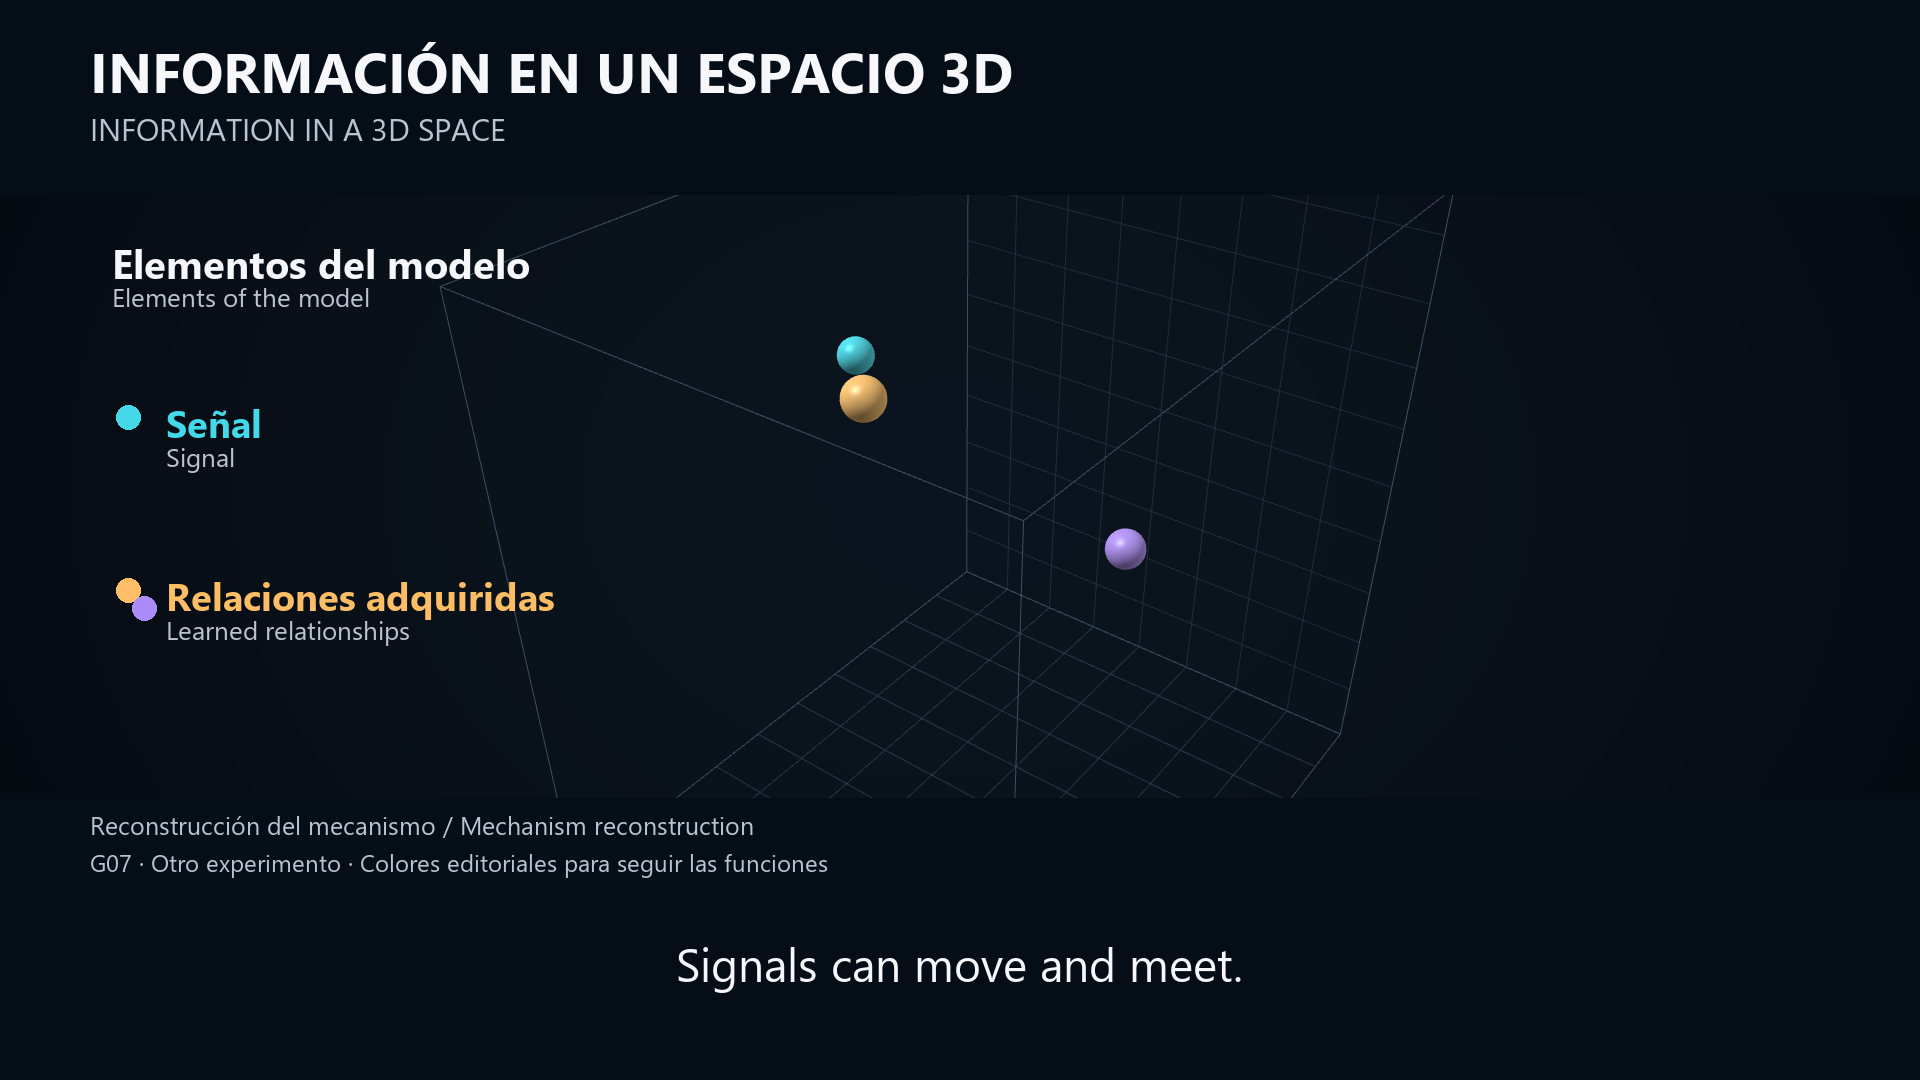 INFORMACIÓN EN UN ESPACIO 3D
INFORMATION IN A 3D SPACE
Elementos del modelo
Elements of the model
Señal
Signal
Relaciones adquiridas
Learned relationships
Reconstrucción del mecanismo / Mechanism reconstruction
G07 · Otro experimento · Colores editoriales para seguir las funciones
Signals can move and meet.